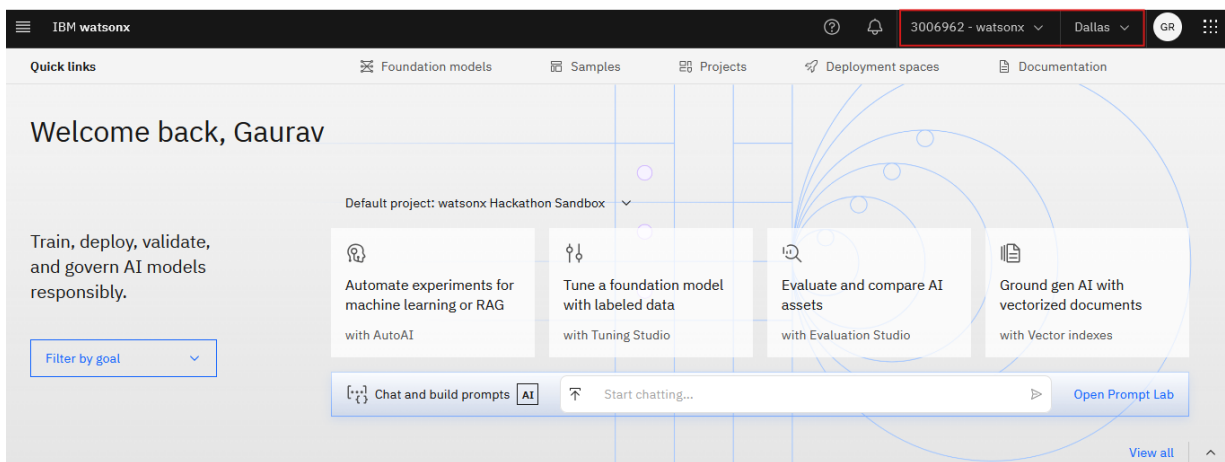 IBM watsonx
3006962 - watsonx
Dallas
GR
Quick links
Foundation models
Samples
Projects
Deployment spaces
Documentation
Welcome back, Gaurav
Default project: watsonx Hackathon Sandbox
Train, deploy, validate,
and govern AI models
responsibly.
Filter by goal
Automate experiments for
machine learning or RAG
with AutoAI
Tune a foundation model
with labeled data
with Tuning Studio
Evaluate and compare AI
assets
with Evaluation Studio
Ground gen AI with
vectorized documents
with Vector indexes
Chat and build prompts AI
Start chatting...
Open Prompt Lab
View all